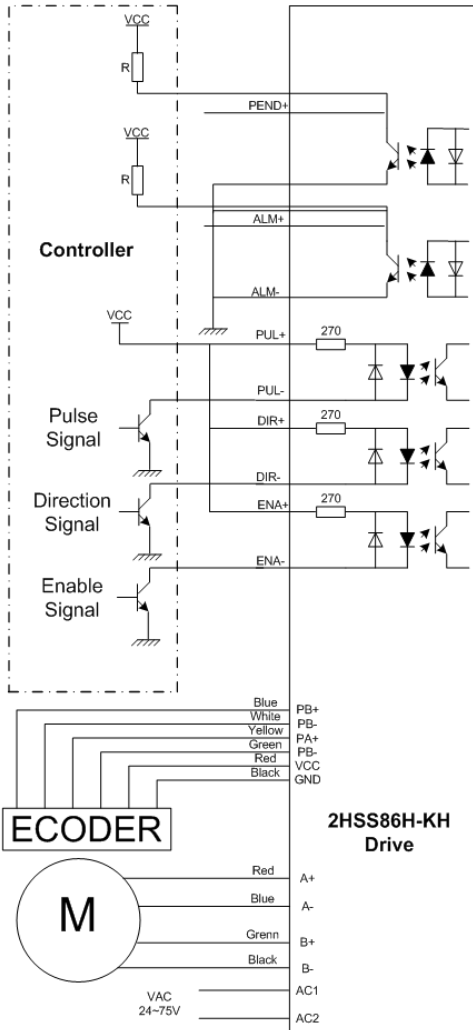 VCC
R
PEND+
VCC
R
ALM+
Controller
ALM-
VCC
PUL+
270
PUL-
Pulse
Signal
DIR+
270
DIR-
Direction
Signal
ENA+
270
ENA-
Enable
Signal
Blue
PB+
White
PB-
Yellow
PA+
Green
PB-
Red
VCC
Black
GND
ECODER
2HSS86H-KH
Drive
Red
A+
M
Blue
A-
Grenn
B+
Black
B-
VAC
24~75V
AC1
AC2